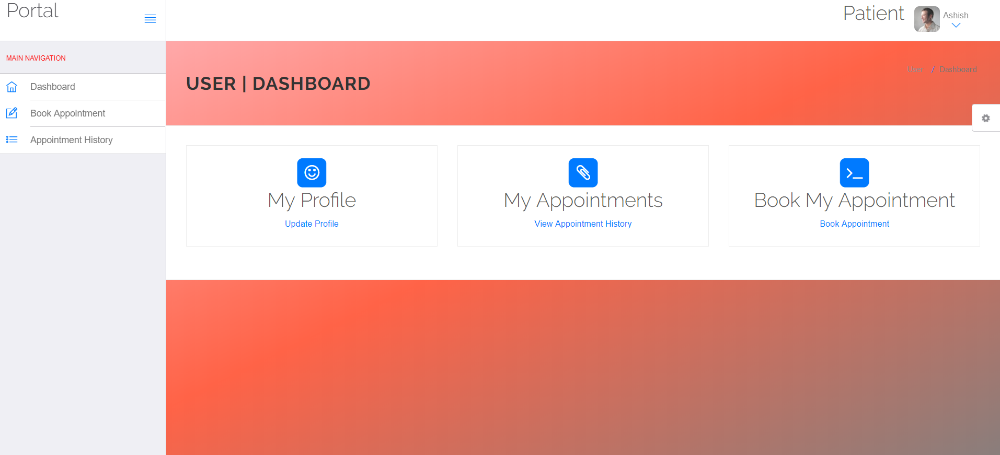 Portal
Patient
Ashish
MAIN NAVIGATION
Dashboard
Book Appointment
Appointment History
USER | DASHBOARD
User / Dashboard
My Profile
Update Profile
My Appointments
View Appointment History
Book My Appointment
Book Appointment